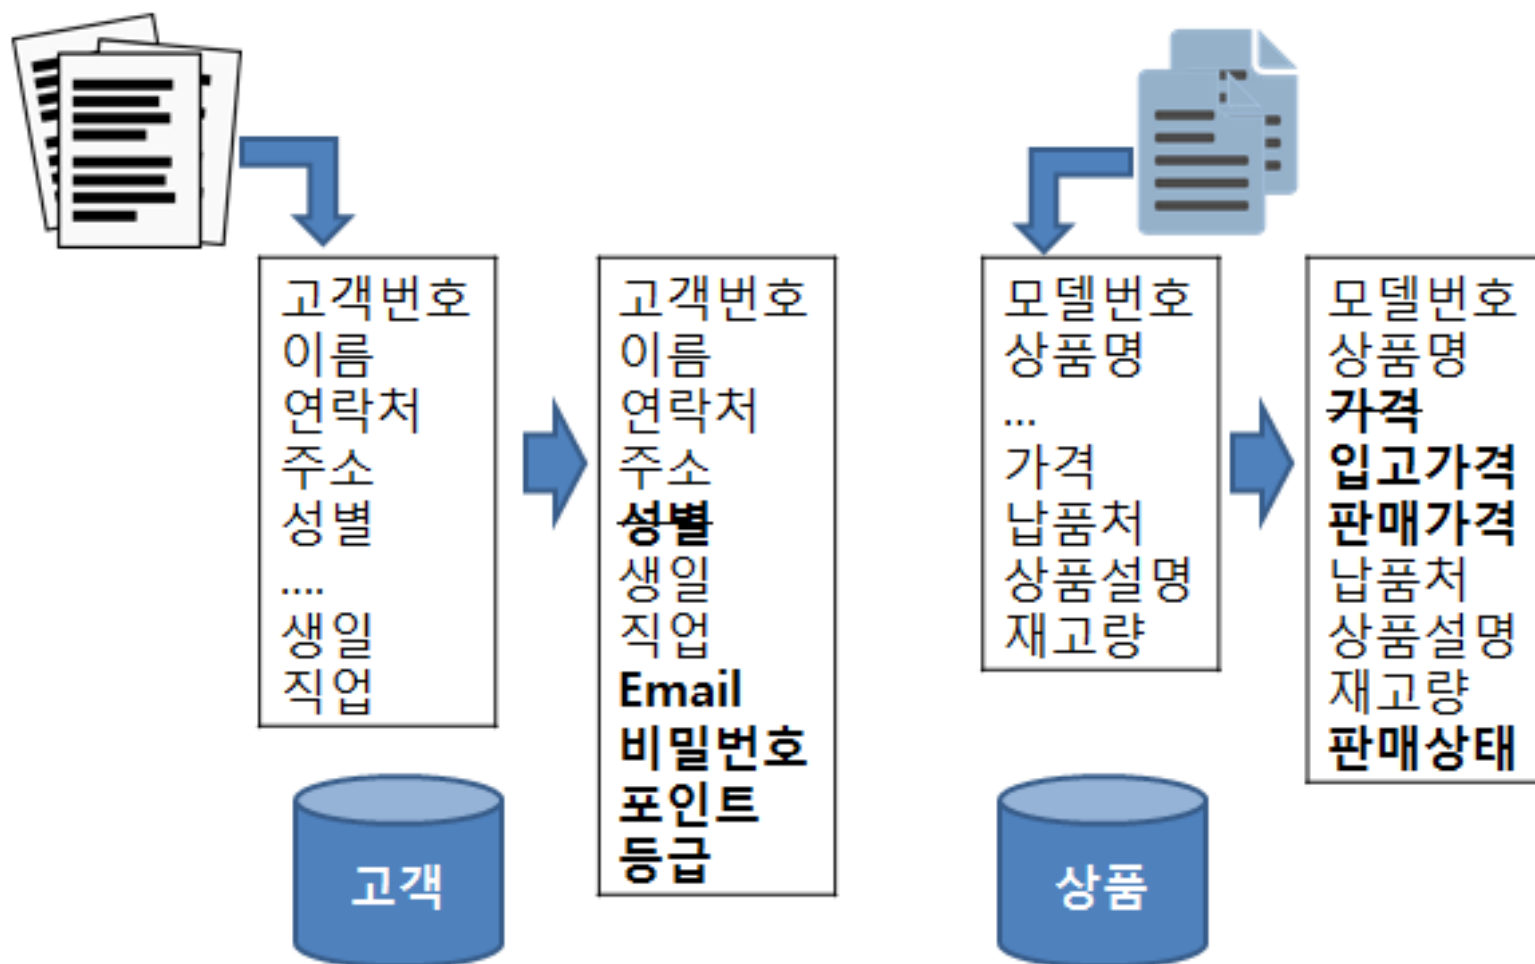 고객번호
이름
연락처
주소
성별
....
생일
직업
고객
고객번호
이름
연락처
주소
성별
생일
직업
Email
비밀번호
포인트
등급
모델번호
상품명
...
가격
납품처
상품설명
재고량
상품
모델번호
상품명
가격
입고가격
판매가격
납품처
상품설명
재고량
판매상태